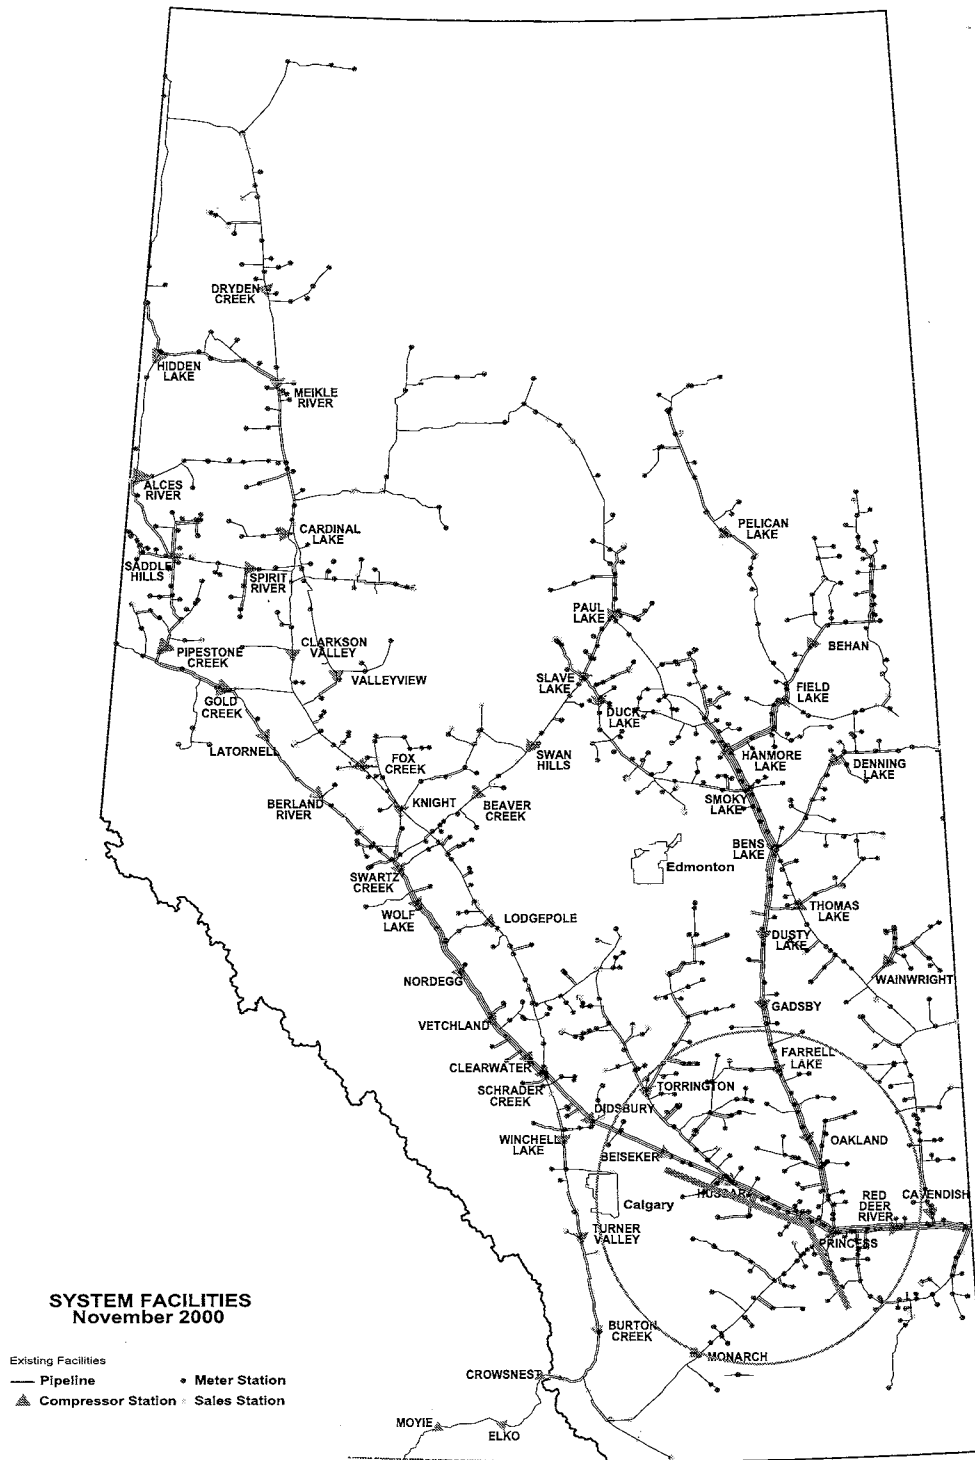 DRYDEN
CREEK
HIDDEN
LAKE
MEIKLE
RIVER
ALCES
RIVER
CARDINAL
LAKE
PELICAN
LAKE
SADDLE
HILLS
SPIRIT
RIVER
PAUL
LAKE
PIPESTONE
CREEK
CLARKSON
VALLEY
BEHAN
VALLEYVIEW
SLAVE
LAKE
GOLD
CREEK
FIELD
LAKE
DUCK
LAKE
LATORNELL
FOX
CREEK
SWAN
HILLS
HANMORE
LAKE
DENNING
LAKE
BERLAND
RIVER
KNIGHT
BEAVER
CREEK
SMOKY
LAKE
BENS
LAKE
Edmonton
SWARTZ
CREEK
WOLF
LAKE
LODGEPOLE
THOMAS
LAKE
DUSTY
LAKE
NORDEGG
WAINWRIGHT
GADSBY
VETCHLAND
CLEARWATER
FARRELL
LAKE
SCHRADER
CREEK
TORRINGTON
DIDSBURY
WINCHELL
LAKE
OAKLAND
BEISEKER
HUSSAR
RED
DEER
RIVER
CAVENDISH
Calgary
TURNER
VALLEY
PRINCESS
SYSTEM FACILITIES
November 2000
BURTON
CREEK
MONARCH
Existing Facilities
Pipeline
Meter Station
CROWSNEST
Compressor Station
Sales Station
MOYIE
ELKO